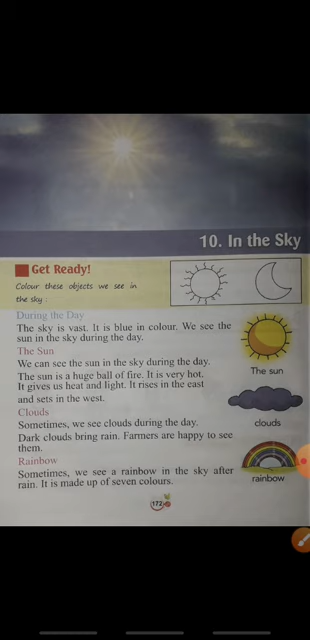 10. In the Sky
Get Ready!
Colour these objects we see in
the sky :
During the Day
The sky is vast. It is blue in colour. We see the
sun in the sky during the day.
The Sun
We can see the sun in the sky during the day.
The sun is a huge ball of fire. It is very hot.
It gives us heat and light. It rises in the east
and sets in the west.
The sun
Clouds
Sometimes, we see clouds during the day.
Dark clouds bring rain. Farmers are happy to see
them.
clouds
Rainbow
Sometimes, we see a rainbow in the sky after
rain. It is made up of seven colours.
rainbow
172